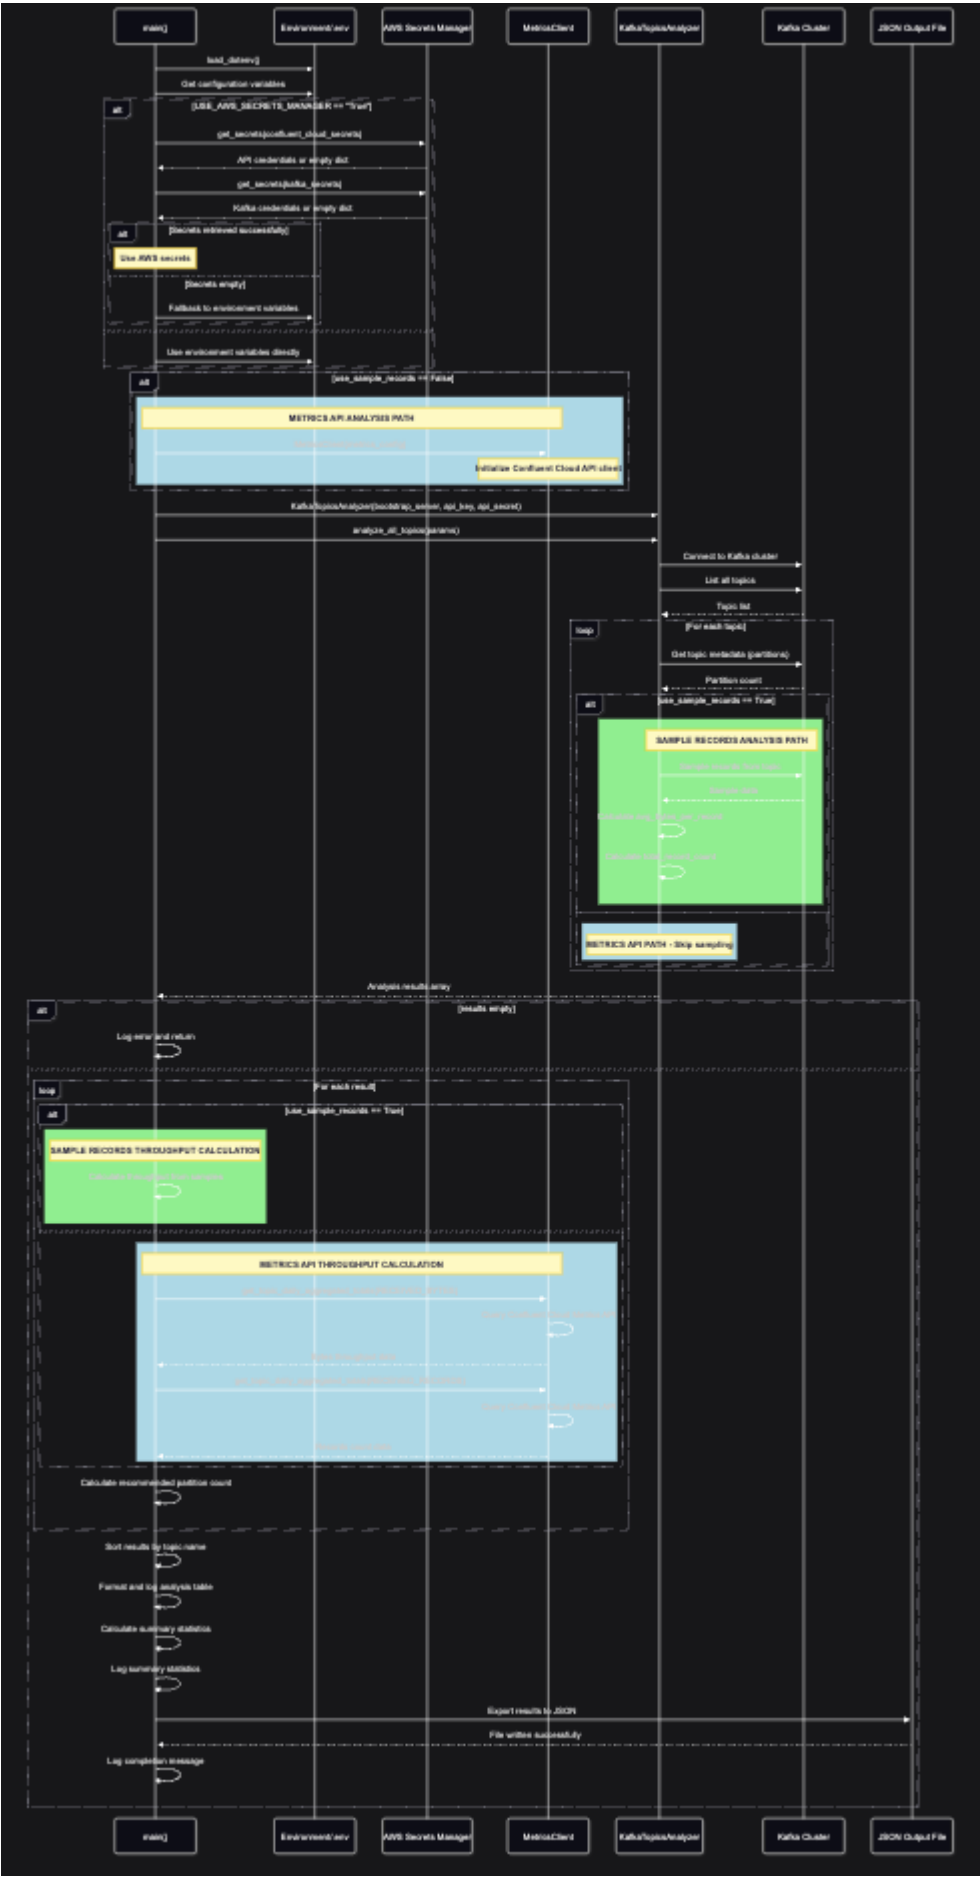 main()
Environment/.env
AWS Secrets Manager
MetricsClient
KafkaTopicsAnalyzer
Kafka Cluster
JSON Output File
load_dotenv()
Get configuration variables
alt
[USE_AWS_SECRETS_MANAGER == "True"]
get_secrets(confluent_cloud_secrets)
API credentials or empty dict
get_secrets(kafka_secrets)
Kafka credentials or empty dict
alt
[Secrets retrieved successfully]
Use AWS secrets
[Secrets empty]
Fallback to environment variables
Use environment variables directly
alt
[use_sample_records == False]
METRICS API ANALYSIS PATH
Initialize Confluent Cloud API client
KafkaTopicsAnalyzer(bootstrap_server, api_key, api_secret)
analyze_all_topics(params)
Connect to Kafka cluster
List all topics
Topic list
loop
[For each topic]
Get topic metadata (partitions)
Partition count
alt
[use_sample_records == True]
SAMPLE RECORDS ANALYSIS PATH
METRICS API PATH - Skip sampling
Analysis results array
alt
[results empty]
Log error and return
loop
[For each result]
alt
[use_sample_records == True]
SAMPLE RECORDS THROUGHPUT CALCULATION
METRICS API THROUGHPUT CALCULATION
Calculate recommended partition count
Sort results by topic name
Format and log analysis table
Calculate summary statistics
Log summary statistics
Export results to JSON
File written successfully
Log completion message
main()
Environment/.env
AWS Secrets Manager
MetricsClient
KafkaTopicsAnalyzer
Kafka Cluster
JSON Output File